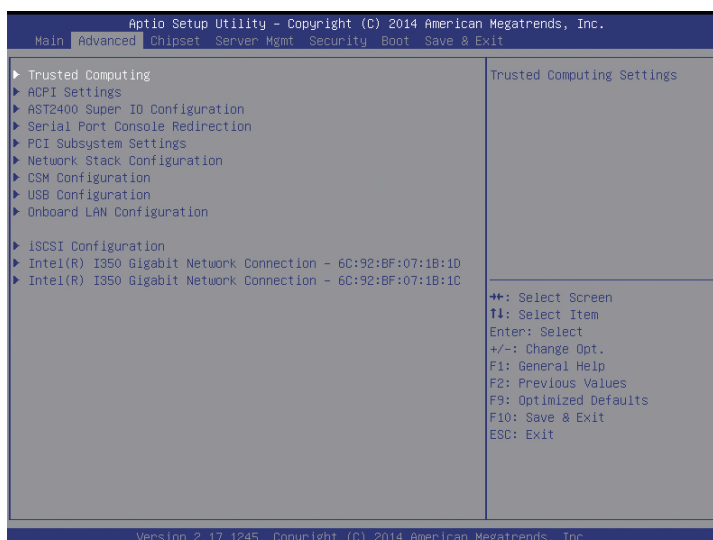 Aptio Setup Utility – Copyright (C) 2014 American Megatrends, Inc.
Main Advanced Chipset Server Mgmt Security Boot Save & Exit
▶ Trusted Computing
▶ ACPI Settings
▶ AST2400 Super IO Configuration
▶ Serial Port Console Redirection
▶ PCI Subsystem Settings
▶ Network Stack Configuration
▶ CSM Configuration
▶ USB Configuration
▶ Onboard LAN Configuration
▶ iSCSI Configuration
▶ Intel(R) I350 Gigabit Network Connection – 6C:92:BF:07:1B:1D
▶ Intel(R) I350 Gigabit Network Connection – 6C:92:BF:07:1B:1C
Trusted Computing Settings
→←: Select Screen
↑↓: Select Item
Enter: Select
+/-: Change Opt.
F1: General Help
F2: Previous Values
F9: Optimized Defaults
F10: Save & Exit
ESC: Exit
Version 2.17.1245. Copyright (C) 2014 American Megatrends, Inc.